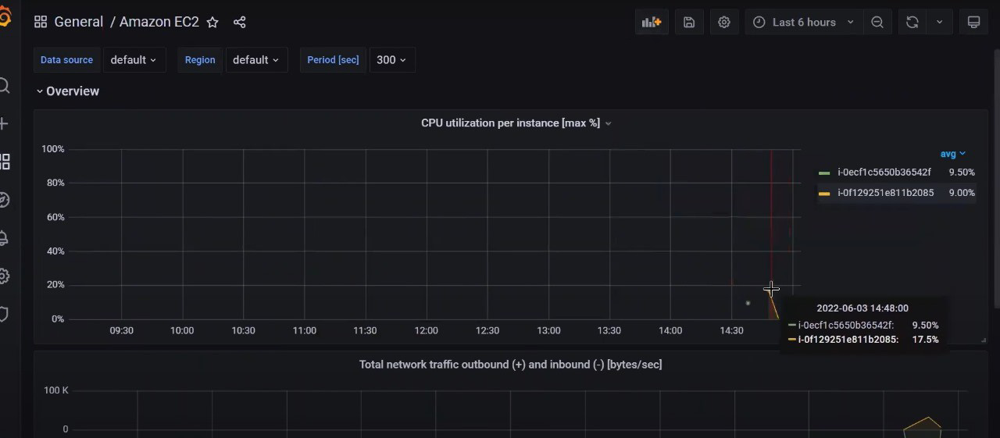 General / Amazon EC2
Last 6 hours
Data source default Region default Period [sec] 300
Overview
CPU utilization per instance [max %]
100%
80%
60%
40%
20%
0%
09:30 10:00 10:30 11:00 11:30 12:00 12:30 13:00 13:30 14:00 14:30
avg
i-0ecf1c5650b36542f 9.50%
i-0f129251e811b2085 9.00%
2022-06-03 14:48:00
i-0ecf1c5650b36542f: 9.50%
i-0f129251e811b2085: 17.5%
Total network traffic outbound (+) and inbound (-) [bytes/sec]
100 K
0